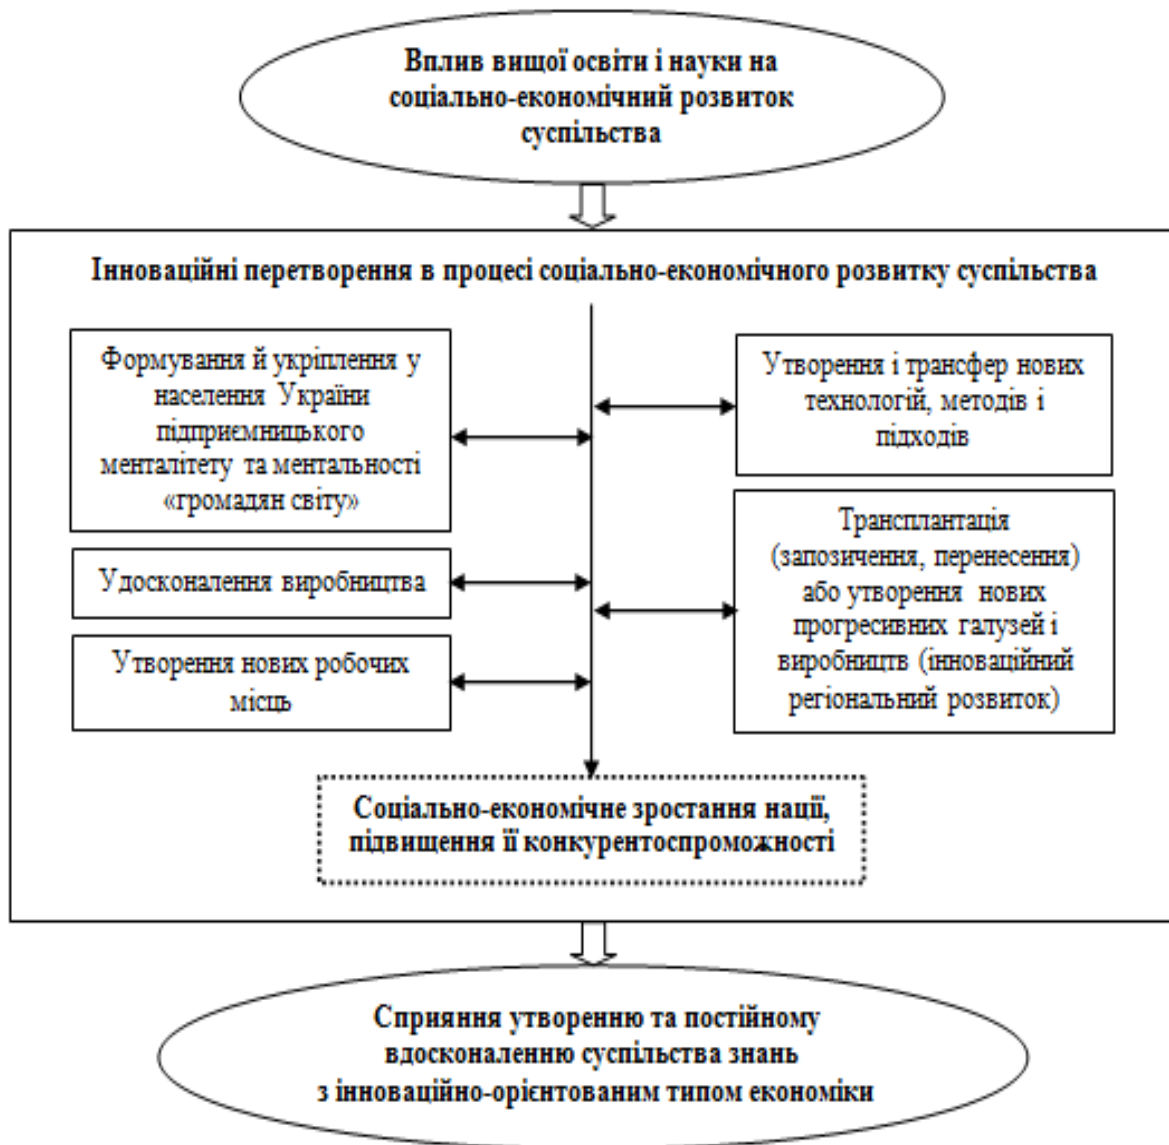 Вплив вищої освіти і науки на
соціально-економічний розвиток
суспільства
Інноваційні перетворення в процесі соціально-економічного розвитку суспільства
Формування й укріплення у
населення України
підприємницького
менталітету та ментальності
«громадян світу»
Удосконалення виробництва
Утворення нових робочих
місць
Утворення і трансфер нових
технологій, методів і
підходів
Трансплантація
(запозичення, перенесення)
або утворення нових
прогресивних галузей і
виробництв (інноваційний
регіональний розвиток)
Соціально-економічне зростання нації,
підвищення її конкурентоспроможності
Сприяння утворенню та постійному
вдосконаленню суспільства знань
з інноваційно-орієнтованим типом економіки